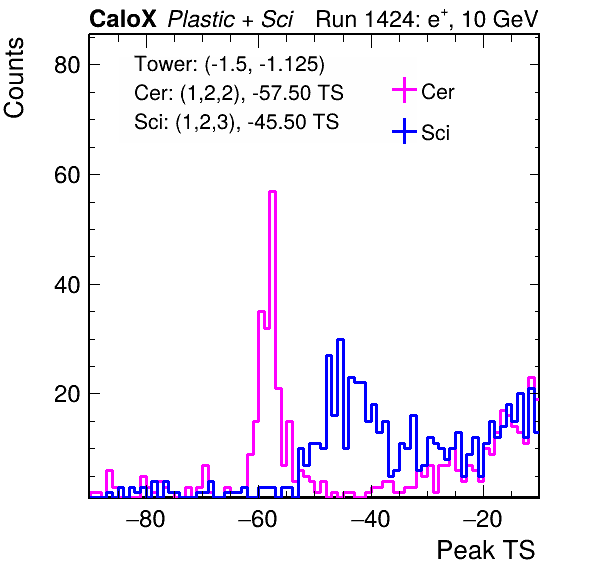 CaloX Plastic + Sci Run 1424: e⁺, 10 GeV
Counts
Tower: (-1.5, -1.125)
Cer: (1,2,2), -57.50 TS
Sci: (1,2,3), -45.50 TS
Cer
Sci
80
60
40
20
−80 −60 −40 −20
Peak TS